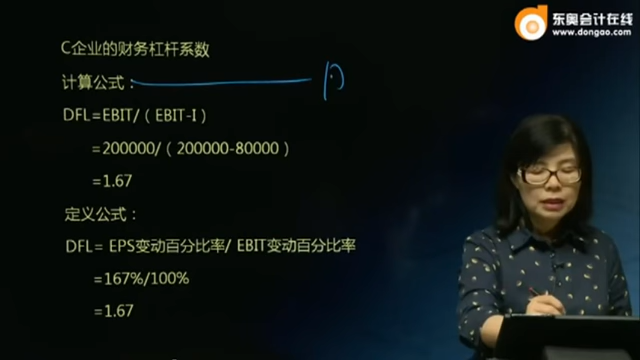 东奥会计在线
www.dongao.com
C企业的财务杠杆系数
计算公式：
DFL=EBIT/（EBIT-I）
=200000/（200000-80000）
=1.67
定义公式：
DFL= EPS变动百分比率/ EBIT变动百分比率
=167%/100%
=1.67